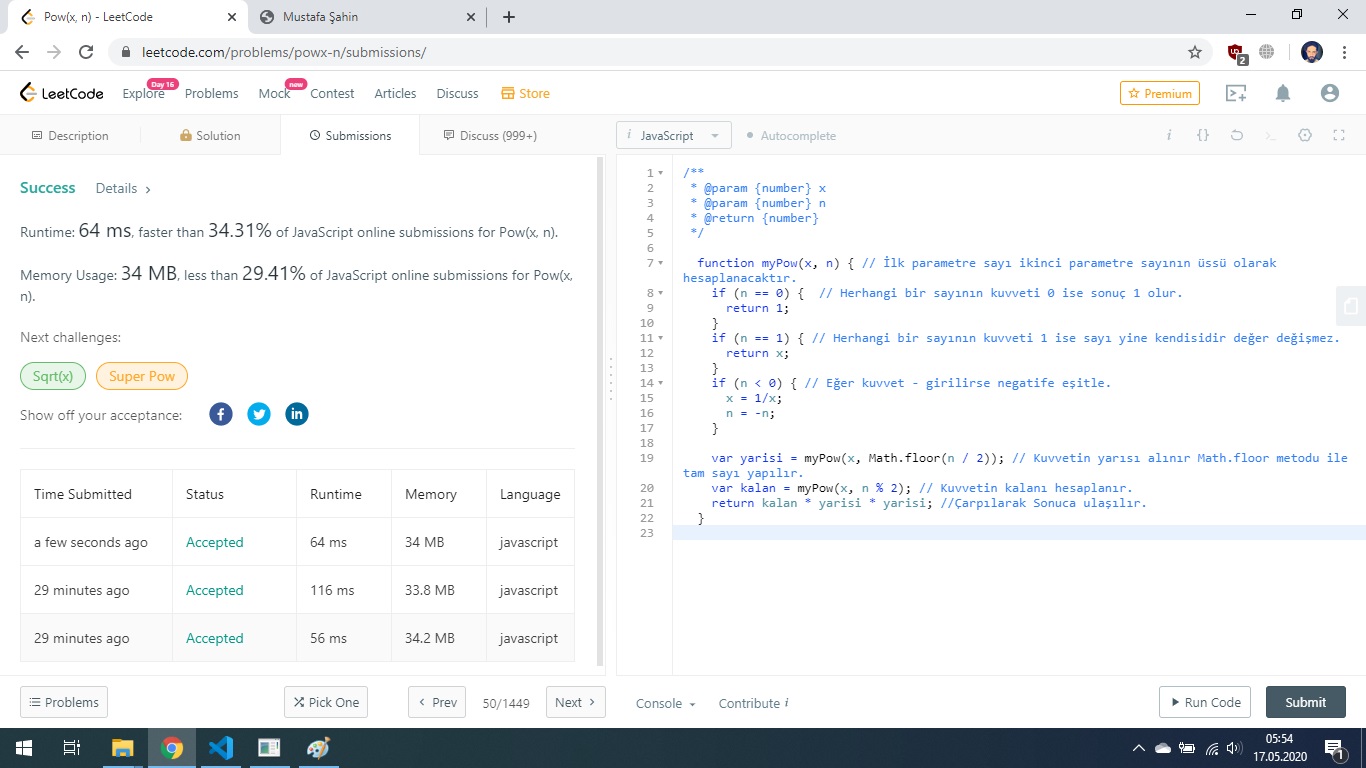 Pow(x, n) - LeetCode
Mustafa Şahin
leetcode.com/problems/powx-n/submissions/
2
LeetCode
Explore
Day 16
Problems
Mock
new
Contest
Articles
Discuss
Store
Premium
Description
Solution
Submissions
Discuss (999+)
Success
Details
Runtime: 64 ms, faster than 34.31% of JavaScript online submissions for Pow(x, n).
Memory Usage: 34 MB, less than 29.41% of JavaScript online submissions for Pow(x,
n).
Next challenges:
Sqrt(x) Super Pow
Show off your acceptance:
Time Submitted Status Runtime Memory Language
a few seconds ago Accepted 64 ms 34 MB javascript
29 minutes ago Accepted 116 ms 33.8 MB javascript
29 minutes ago Accepted 56 ms 34.2 MB javascript
Problems
Pick One
Prev
50/1449
Next
i JavaScript
Autocomplete
1 /**
2 * @param {number} x
3 * @param {number} n
4 * @return {number}
5 */
6
7 function myPow(x, n) { // İlk parametre sayı ikinci parametre sayının üssü olarak
hesaplanacaktır.
8 if (n == 0) { // Herhangi bir sayının kuvveti 0 ise sonuç 1 olur.
9 return 1;
10 }
11 if (n == 1) { // Herhangi bir sayının kuvveti 1 ise sayı yine kendisidir değer değişmez.
12 return x;
13 }
14 if (n < 0) { // Eğer kuvvet - girilirse negatife eşitle.
15 x = 1/x;
16 n = -n;
17 }
18
19 var yarisi = myPow(x, Math.floor(n / 2)); // Kuvvetin yarısı alınır Math.floor metodu ile
tam sayı yapılır.
20 var kalan = myPow(x, n % 2); // Kuvvetin kalanı hesaplanır.
21 return kalan * yarisi * yarisi; //Çarpılarak Sonuca ulaşılır.
22 }
23
Console
Contribute i
Run Code
Submit
05:54
17.05.2020
1